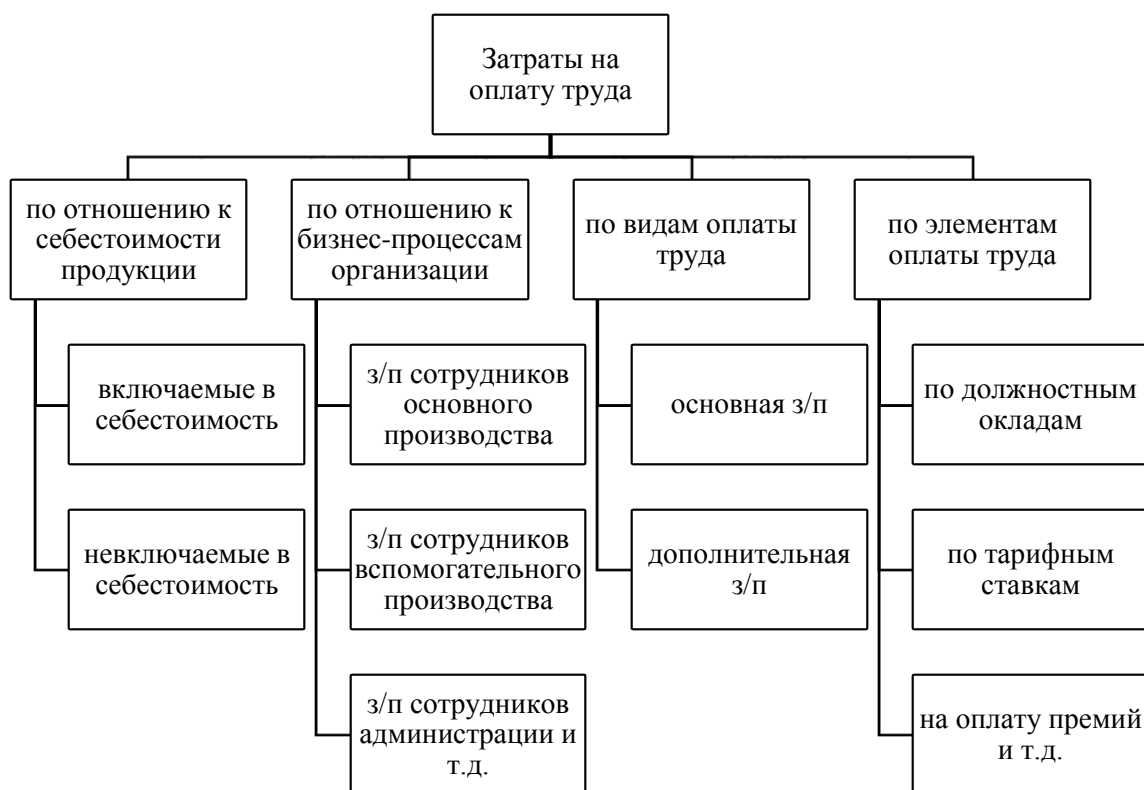 Затраты на
оплату труда
по отношению к
себестоимости
продукции
по отношению к
бизнес-процессам
организации
по видам оплаты
труда
по элементам
оплаты труда
включаемые в
себестоимость
з/п сотрудников
основного
производства
основная з/п
по должностным
окладам
невключаемые в
себестоимость
з/п сотрудников
вспомогательного
производства
дополнительная
з/п
по тарифным
ставкам
з/п сотрудников
администрации и
т.д.
на оплату премий
и т.д.